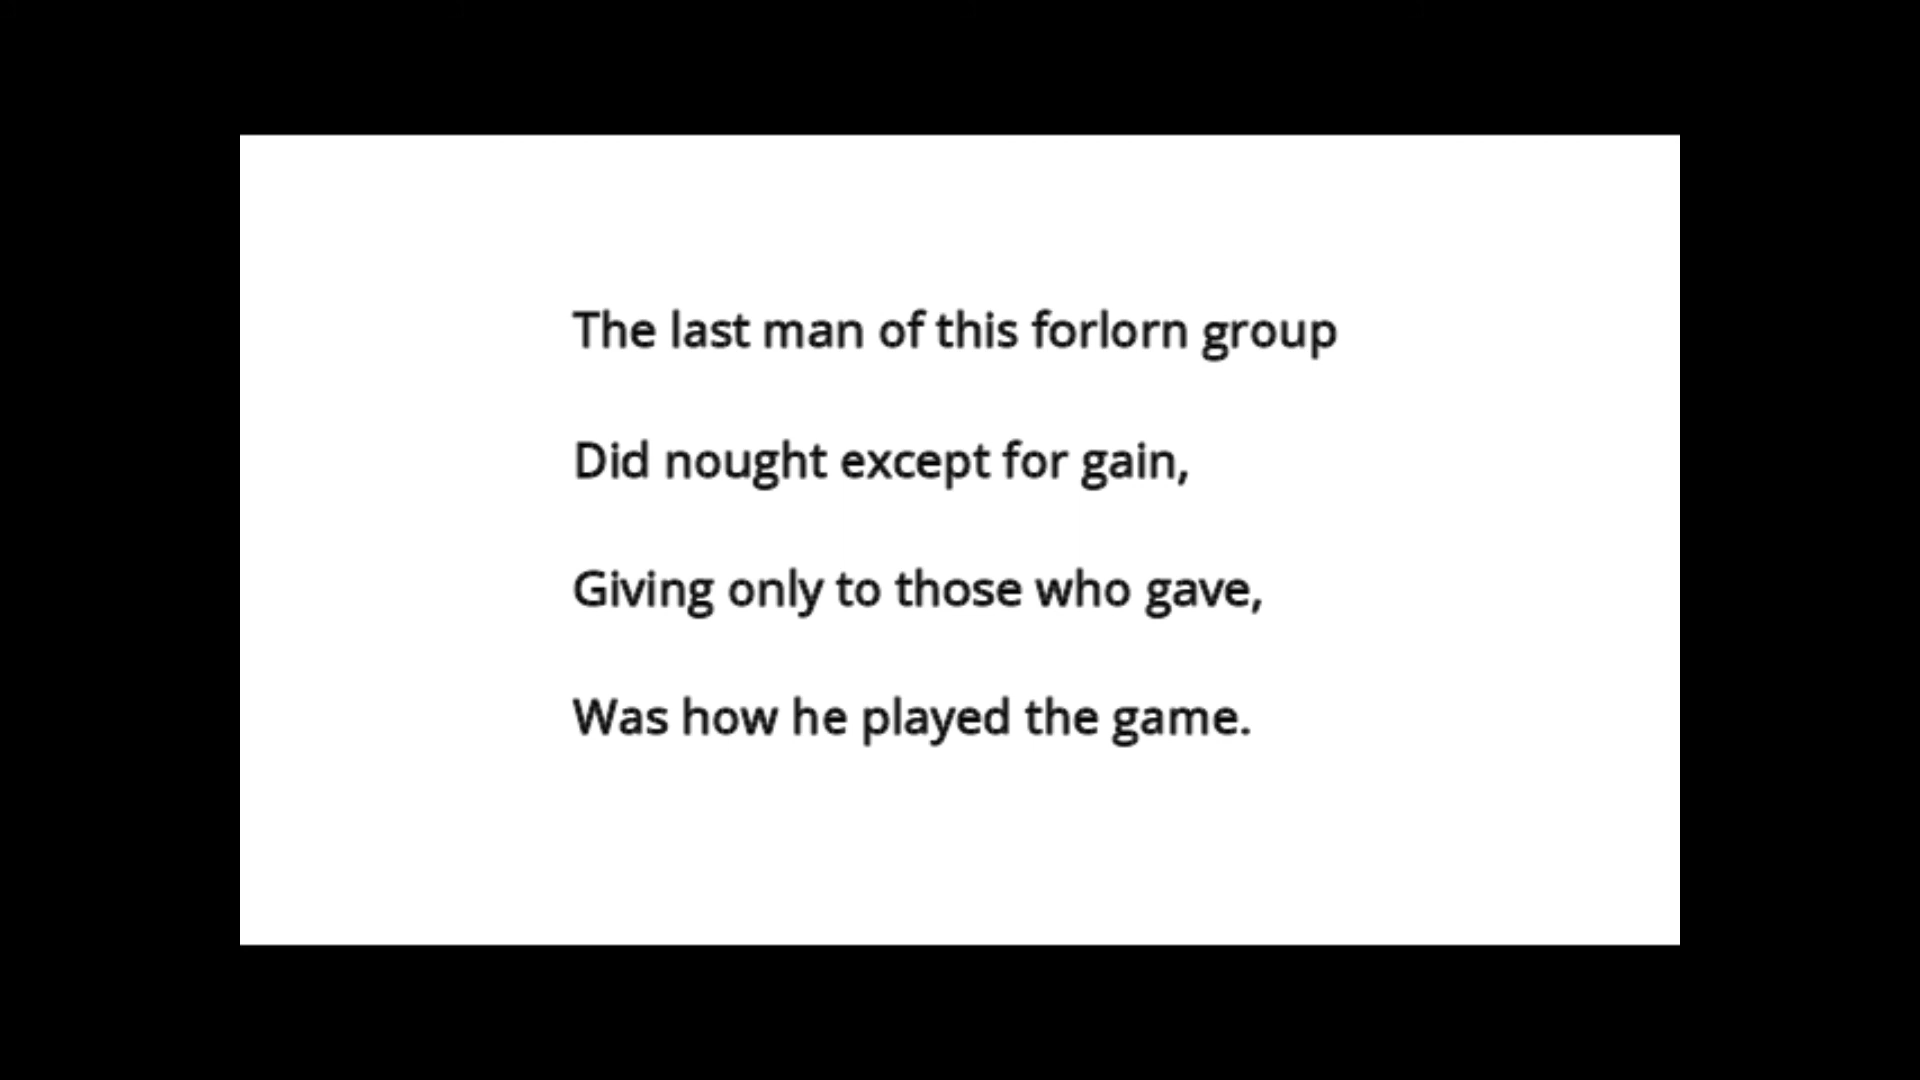 The last man of this forlorn group
Did nought except for gain,
Giving only to those who gave,
Was how he played the game.